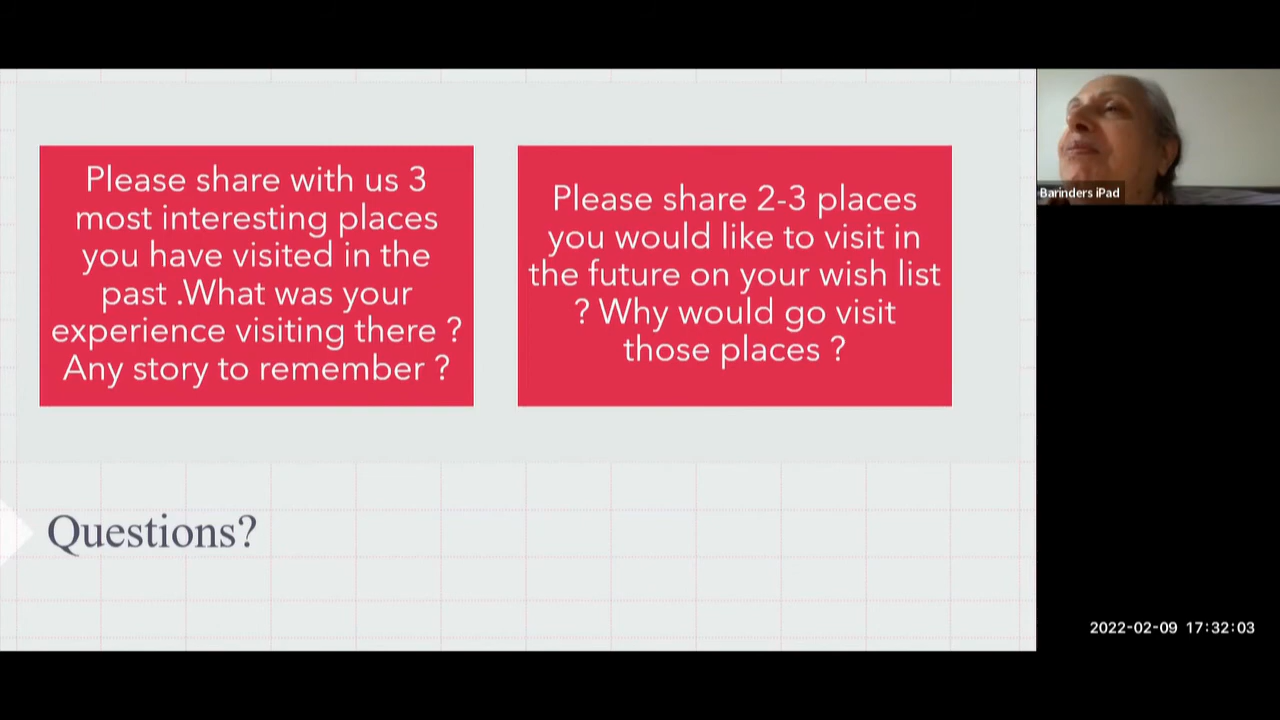 Please share with us 3
most interesting places
you have visited in the
past .What was your
experience visiting there ?
Any story to remember ?
Please share 2-3 places
you would like to visit in
the future on your wish list
? Why would go visit
those places ?
Questions?
Barinders iPad
2022-02-09 17:32:03